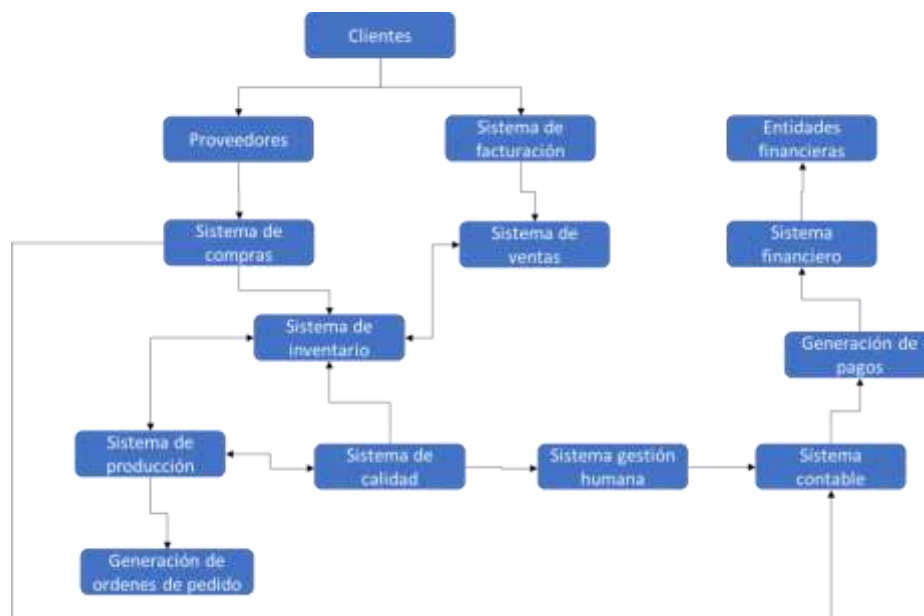 Clientes
Proveedores
Sistema de
facturación
Entidades
financieras
Sistema de
compras
Sistema de
ventas
Sistema
financiero
Sistema de
inventario
Generación de
pagos
Sistema de
producción
Sistema de
calidad
Sistema gestión
humana
Sistema
contable
Generación de
ordenes de pedido